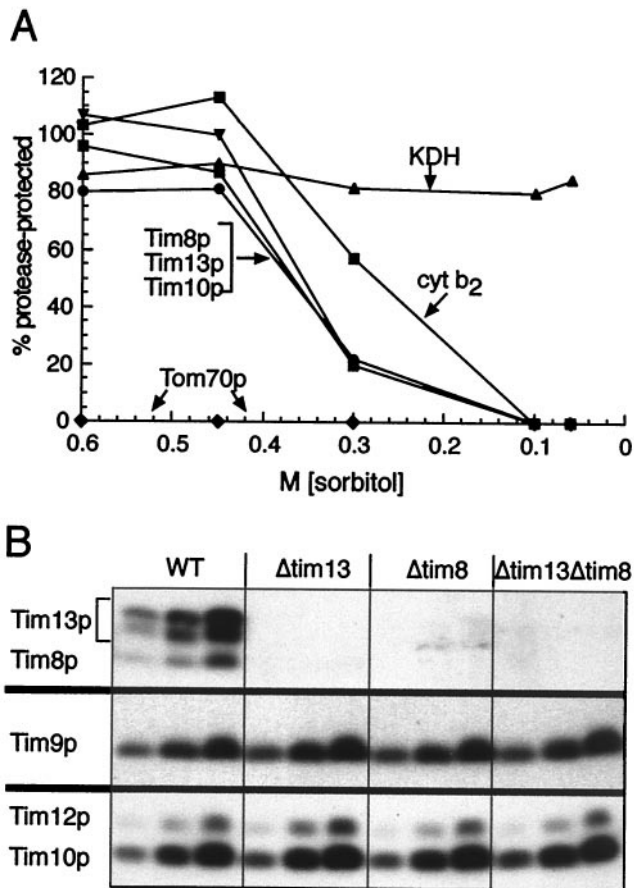 A
120
100
80
60
40
20
0
% protease-protected
KDH
Tim8p
Tim13p
Tim10p
cyt b2
Tom70p
0.6 0.5 0.4 0.3 0.2 0.1 0
M [sorbitol]
B
WT Δtim13 Δtim8 Δtim13Δtim8
Tim13p
Tim8p
Tim9p
Tim12p
Tim10p